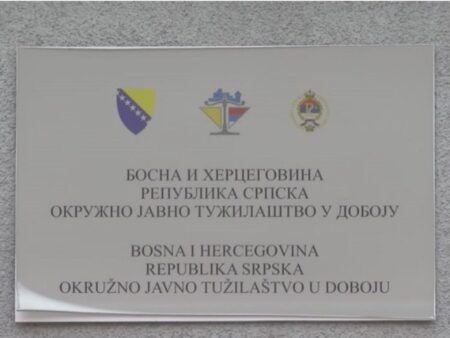 БОСНА И ХЕРЦЕГОВИНА
РЕПУБЛИКА СРПСКА
ОКРУЖНО ЈАВНО ТУЖИЛАШТВО У ДОБОЈУ
BOSNA I HERCEGOVINA
REPUBLIKA SRPSKA
OKRUŽNO JAVNO TUŽILAŠTVO U DOBOJU